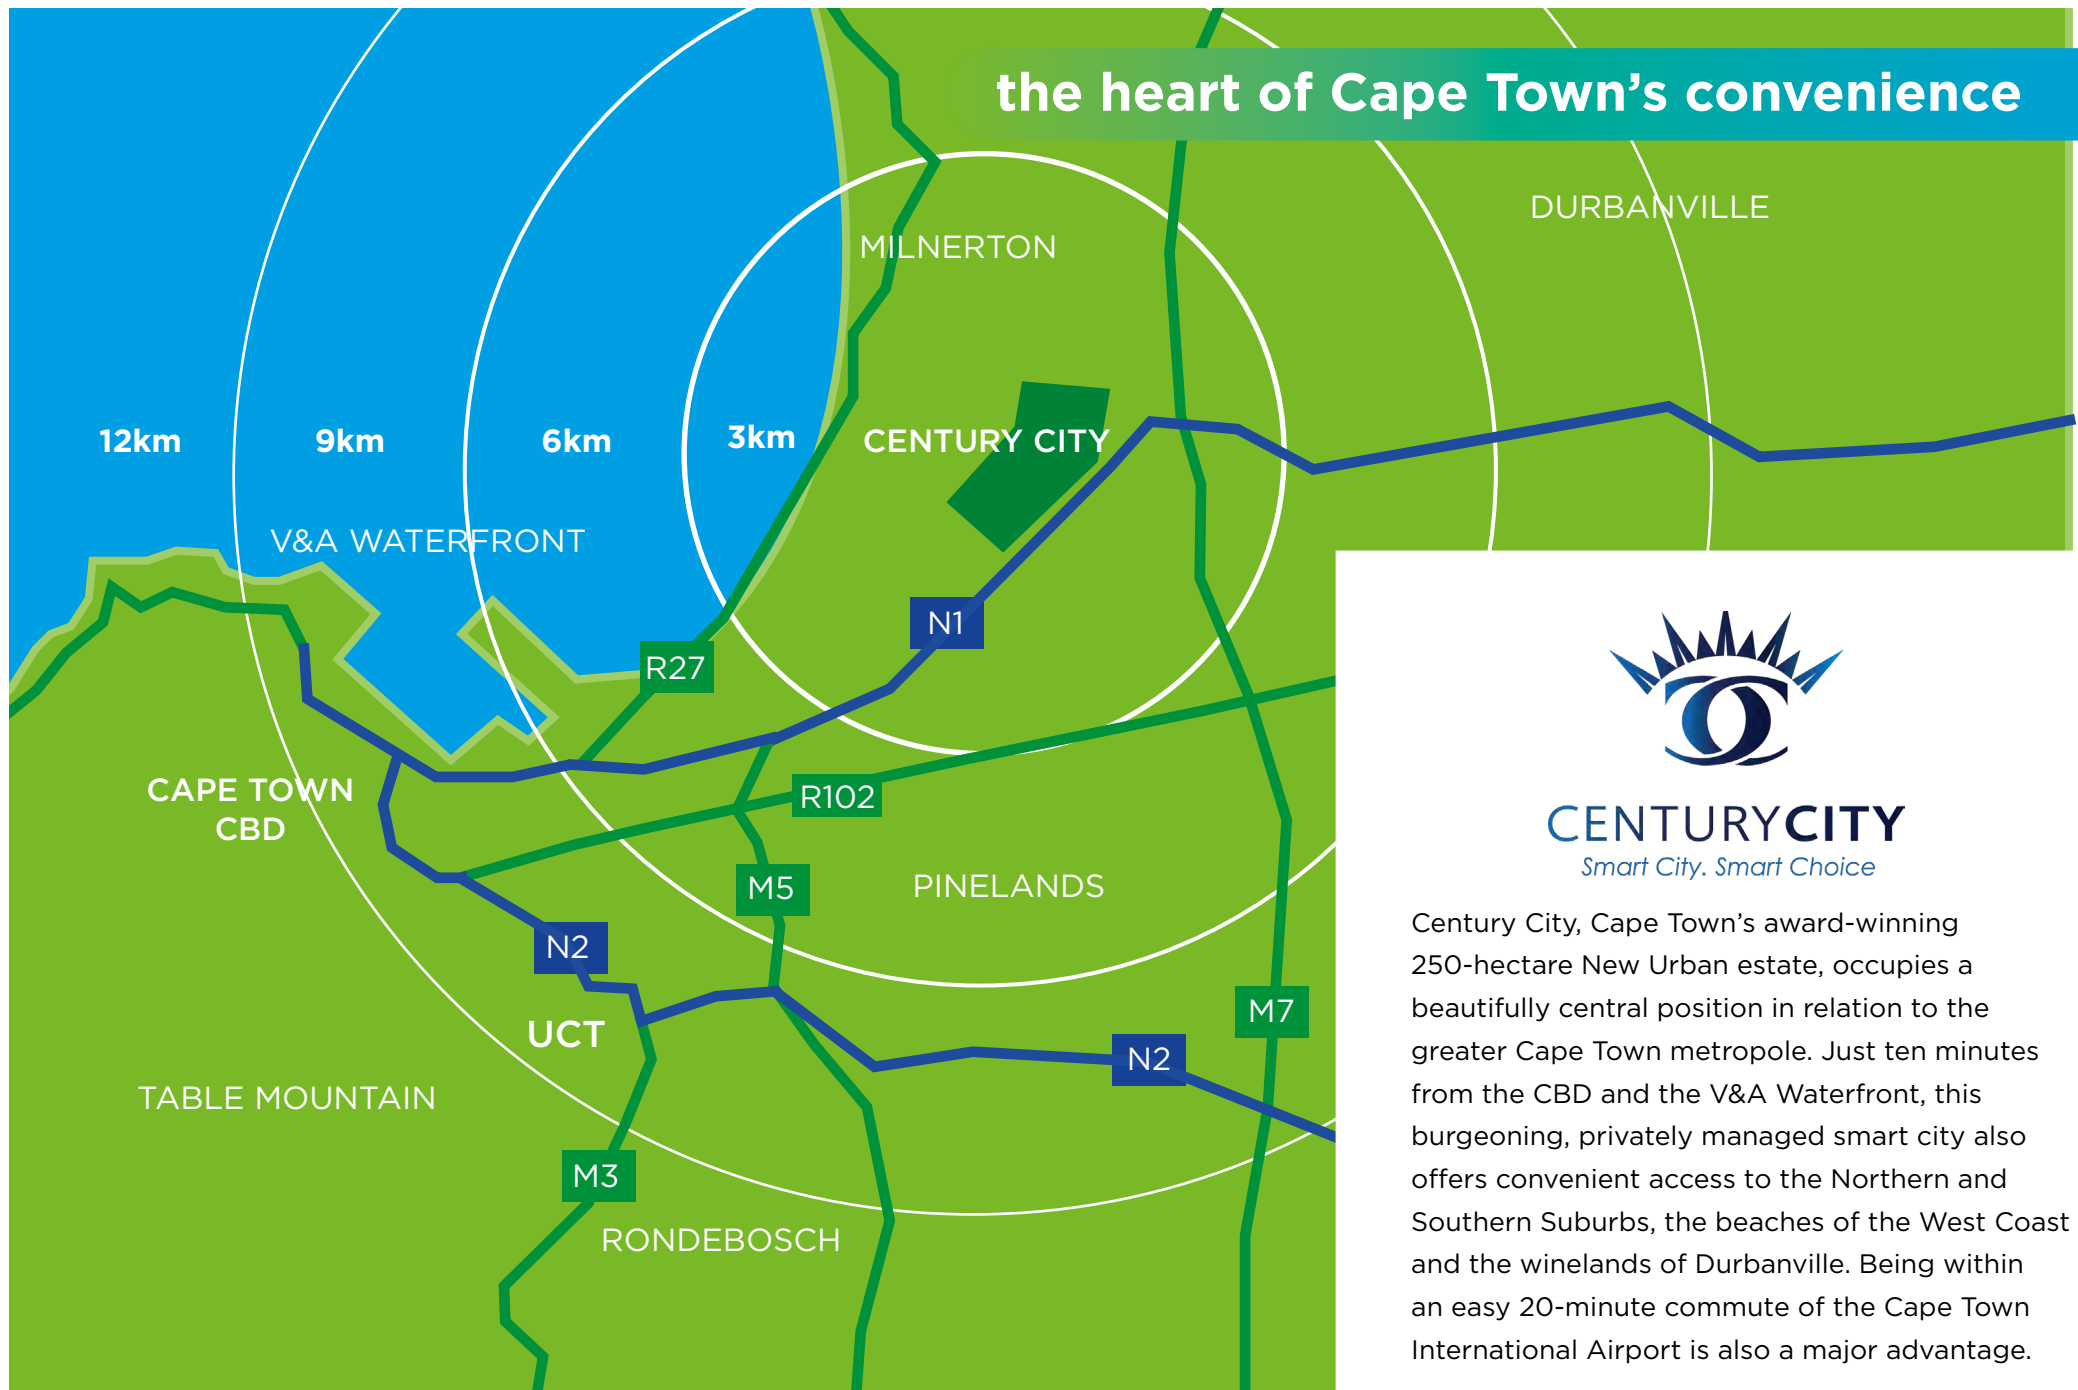 the heart of Cape Town's convenience
DURBANVILLE
MILNERTON
12km
9km
6km
3km
CENTURY CITY
V&A WATERFRONT
N1
R27
CAPE TOWN
CBD
R102
M5
PINELANDS
N2
UCT
M7
N2
TABLE MOUNTAIN
M3
RONDEBOSCH
CENTURYCITY
Smart City. Smart Choice
Century City, Cape Town's award-winning
250-hectare New Urban estate, occupies a
beautifully central position in relation to the
greater Cape Town metropole. Just ten minutes
from the CBD and the V&A Waterfront, this
burgeoning, privately managed smart city also
offers convenient access to the Northern and
Southern Suburbs, the beaches of the West Coast
and the winelands of Durbanville. Being within
an easy 20-minute commute of the Cape Town
International Airport is also a major advantage.